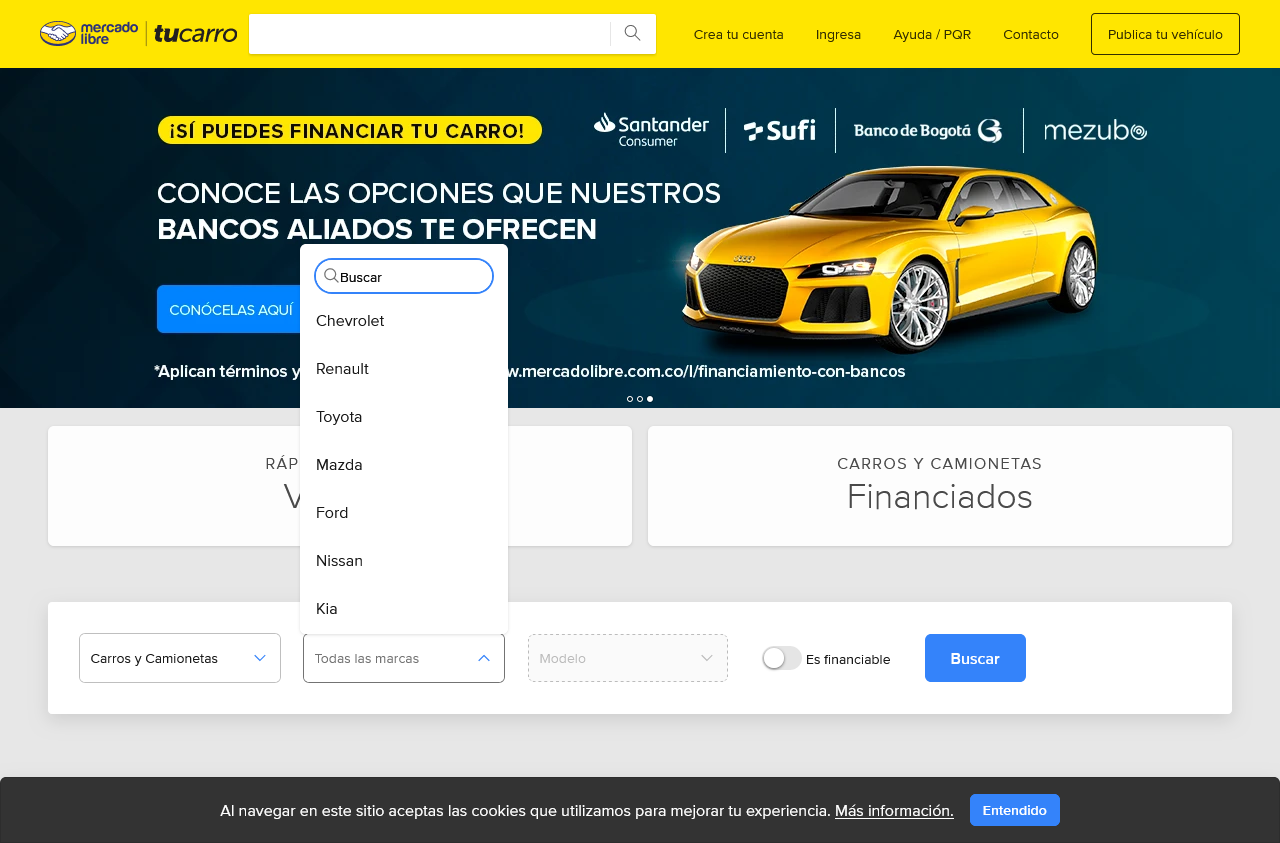 mercado libre | tucarro
Crea tu cuenta
Ingresa
Ayuda / PQR
Contacto
Publica tu vehículo
¡SÍ PUEDES FINANCIAR TU CARRO!
Santander Consumer
Sufi
Banco de Bogotá
mezubo
CONOCE LAS OPCIONES QUE NUESTROS
BANCOS ALIADOS TE OFRECEN
CONÓCELAS AQUÍ
*Aplican términos y
w.mercadolibre.com.co/l/financiamiento-con-bancos
Buscar
Chevrolet
Renault
Toyota
Mazda
Ford
Nissan
Kia
RÁP
V
CARROS Y CAMIONETAS
Financiados
Carros y Camionetas
Todas las marcas
Modelo
Es financiable
Buscar
Al navegar en este sitio aceptas las cookies que utilizamos para mejorar tu experiencia. Más información.
Entendido